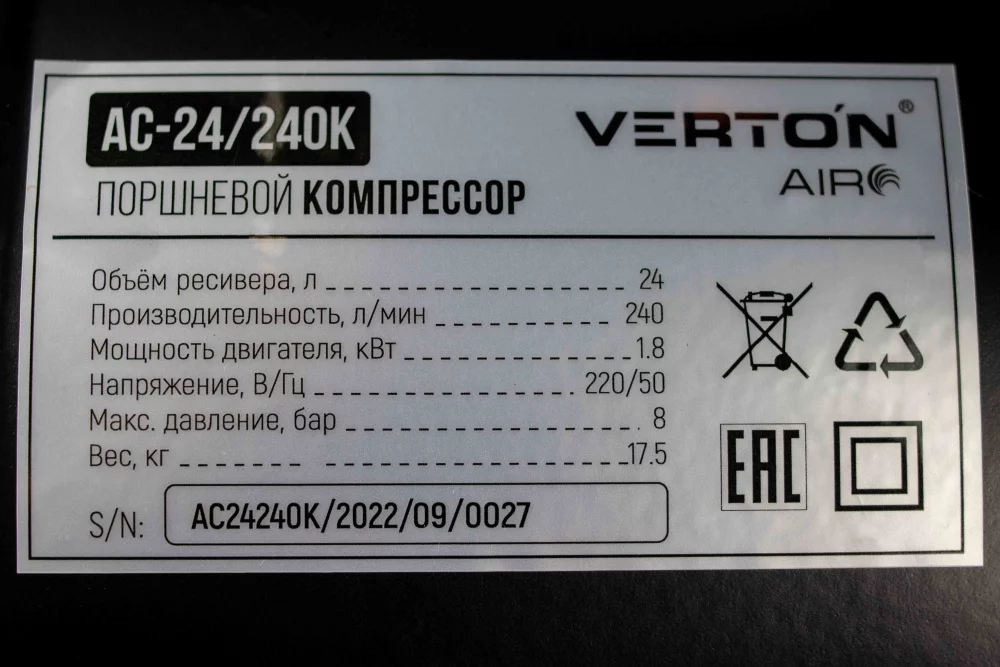 AC-24/240K
ПОРШНЕВОЙ КОМПРЕССОР
VERTÓN®
AIR
Объём ресивера, л 24
Производительность, л/мин 240
Мощность двигателя, кВт 1.8
Напряжение, В/Гц 220/50
Макс. давление, бар 8
Вес, кг 17.5
S/N: AC24240K/2022/09/0027
EAC